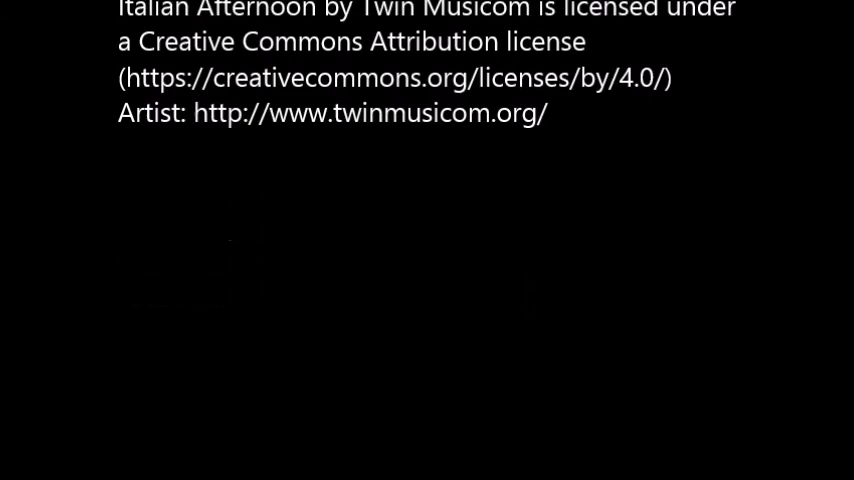 Italian Afternoon by Twin Musicom is licensed under
a Creative Commons Attribution license
(https://creativecommons.org/licenses/by/4.0/)
Artist: http://www.twinmusicom.org/